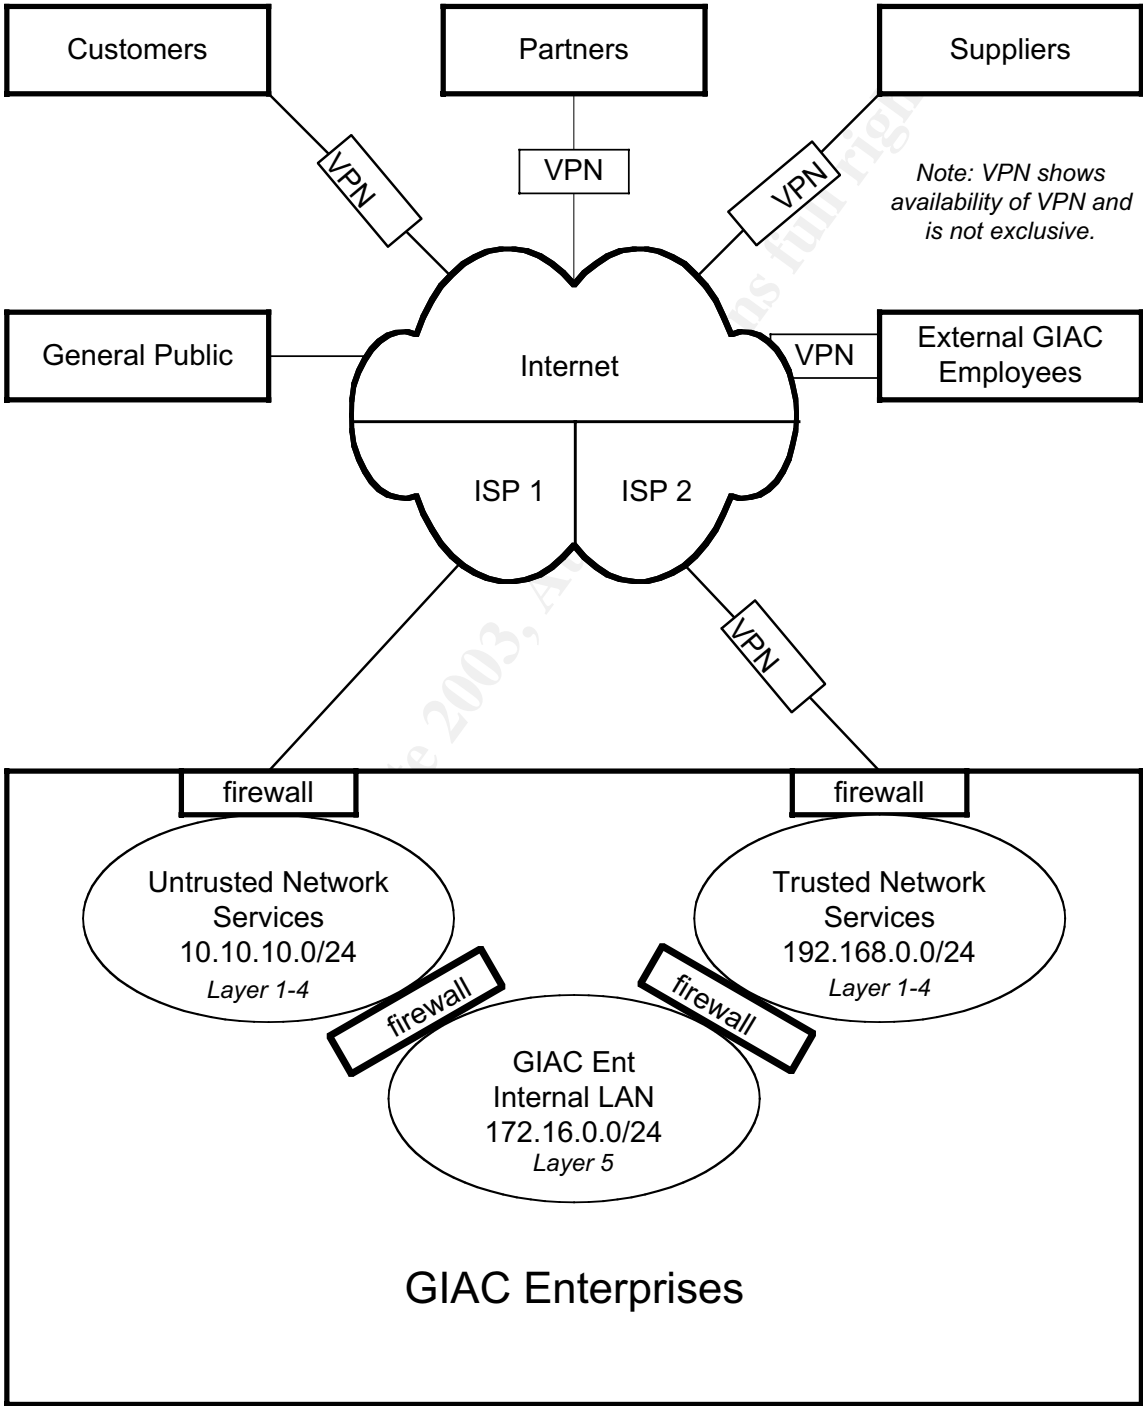 Customers
Partners
Suppliers
VPN
VPN
VPN
Note: VPN shows
availability of VPN and
is not exclusive.
General Public
Internet
VPN
External GIAC
Employees
ISP 1
ISP 2
VPN
firewall
firewall
Untrusted Network
Services
10.10.10.0/24
Layer 1-4
Trusted Network
Services
192.168.0.0/24
Layer 1-4
firewall
firewall
GIAC Ent
Internal LAN
172.16.0.0/24
Layer 5
GIAC Enterprises
2003,
full